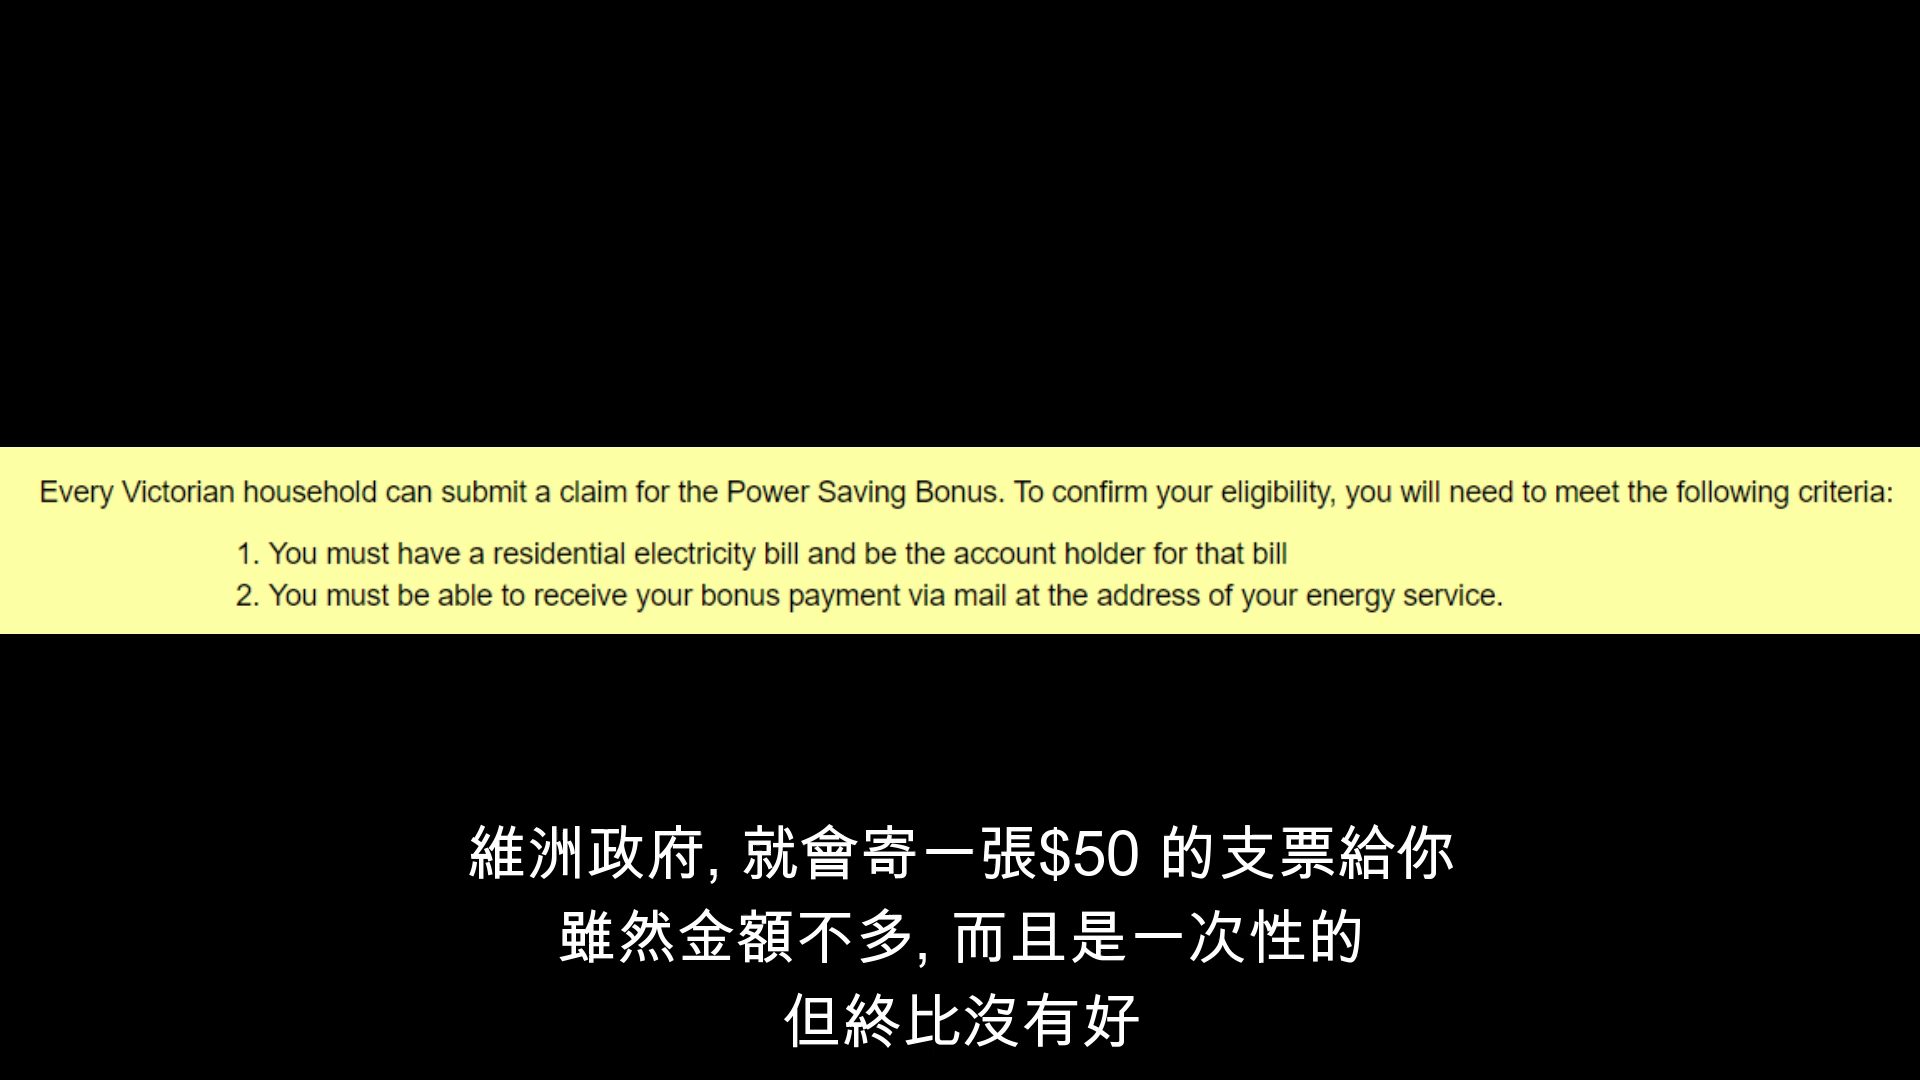 Every Victorian household can submit a claim for the Power Saving Bonus. To confirm your eligibility, you will need to meet the following criteria:
1. You must have a residential electricity bill and be the account holder for that bill
2. You must be able to receive your bonus payment via mail at the address of your energy service.
維洲政府, 就會寄一張$50 的支票給你
雖然金額不多, 而且是一次性的
但終比沒有好